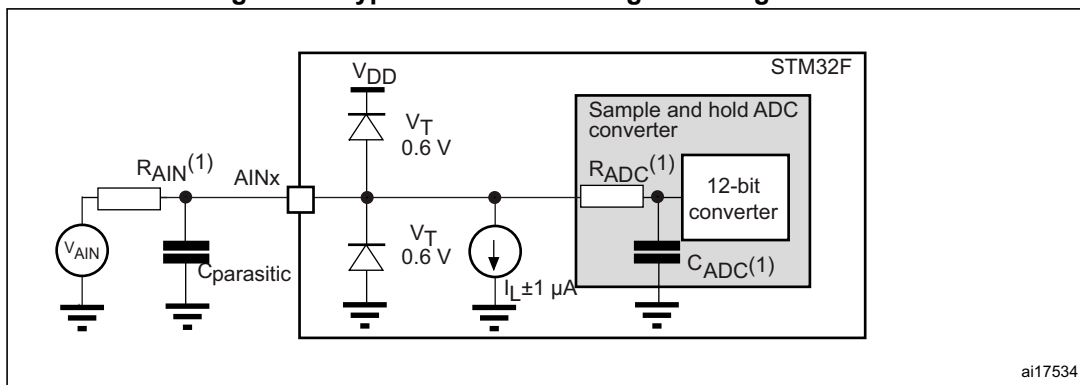 STM32F
VDD
Sample and hold ADC
converter
VT
0.6 V
RAIN(1)
AINx
RADC(1)
12-bit
converter
VAIN
Cparasitic
VT
0.6 V
IL±1 µA
CADC(1)
ai17534